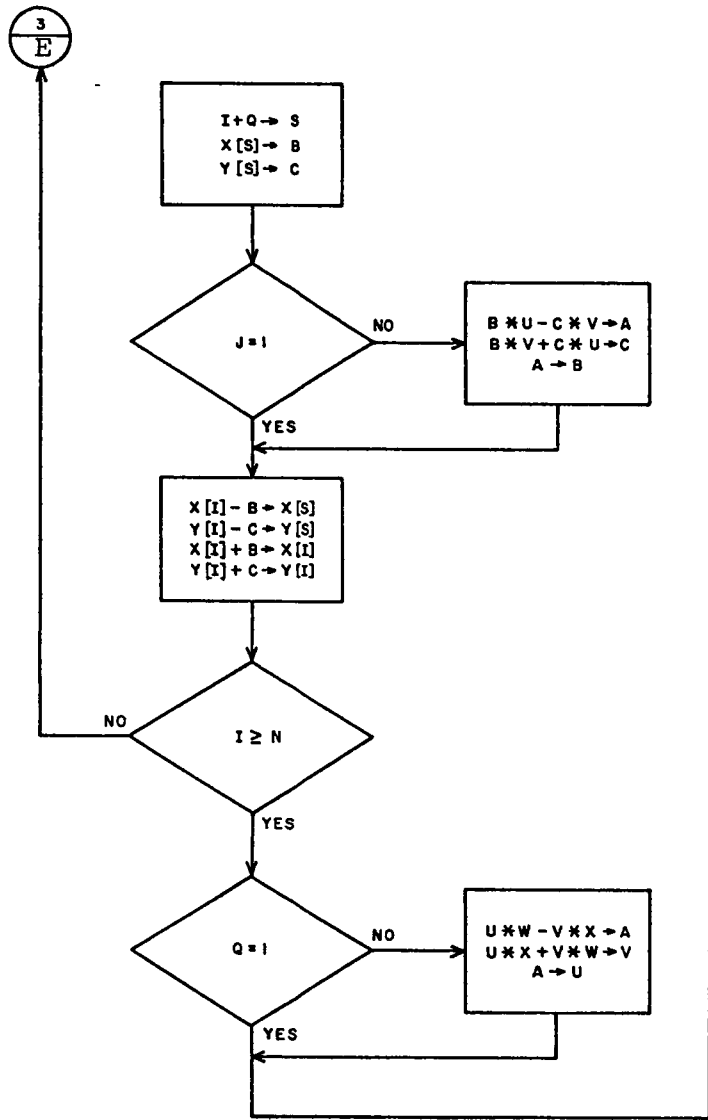 3
E
I+Q→ S
X[S]→ B
Y[S]→ C
J=1
NO
B*U-C*V→A
B*V+C*U→C
A→B
YES
X[I]-B→X[S]
Y[I]-C→Y[S]
X[I]+B→X[I]
Y[I]+C→Y[I]
NO
I ≥ N
YES
Q=1
NO
U*W-V*X→A
U*X+V*W→V
A→U
YES